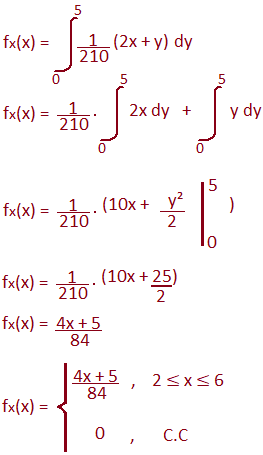 fx(x) = ∫₀⁵ 1/210 (2x + y) dy
fx(x) = 1/210 . ∫₀⁵ 2x dy + ∫₀⁵ y dy
fx(x) = 1/210 . (10x + y²/2 |₀⁵ )
fx(x) = 1/210 . (10x + 25/2)
fx(x) = 4x + 5/84
fx(x) = { 4x + 5/84 , 2 ≤ x ≤ 6
0 , C.C